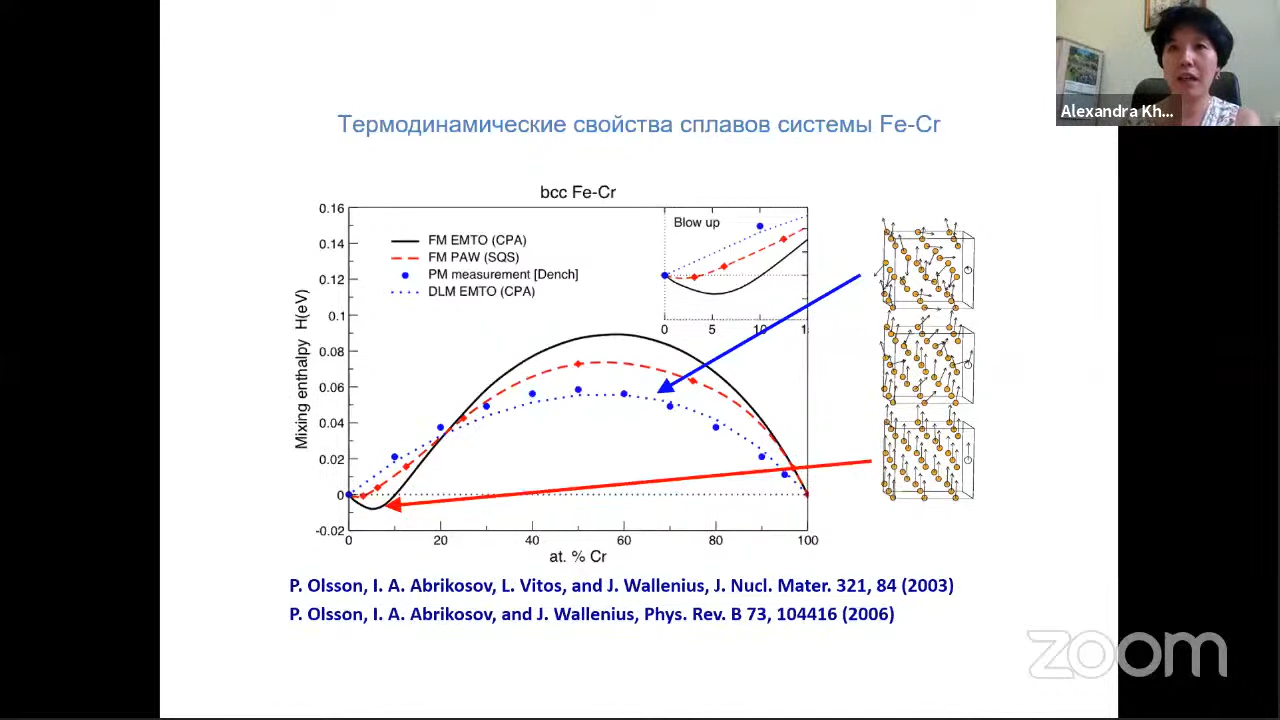 Alexandra Kh...
Термодинамические свойства сплавов системы Fe-Cr
bcc Fe-Cr
0.16
0.14
0.12
0.1
0.08
0.06
0.04
0.02
0
-0.02
Mixing enthalpy H(eV)
FM EMTO (CPA)
FM PAW (SQS)
PM measurement [Dench]
DLM EMTO (CPA)
Blow up
0 5 10 1
0 20 40 60 80 100
at. % Cr
P. Olsson, I. A. Abrikosov, L. Vitos, and J. Wallenius, J. Nucl. Mater. 321, 84 (2003)
P. Olsson, I. A. Abrikosov, and J. Wallenius, Phys. Rev. B 73, 104416 (2006)
zoom